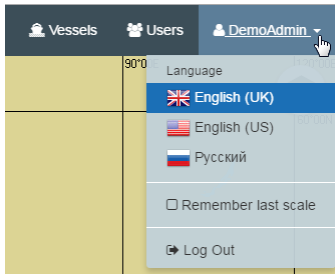 Vessels Users DemoAdmin
90°0
Language
English (UK)
English (US)
Русский
Remember last scale
Log Out